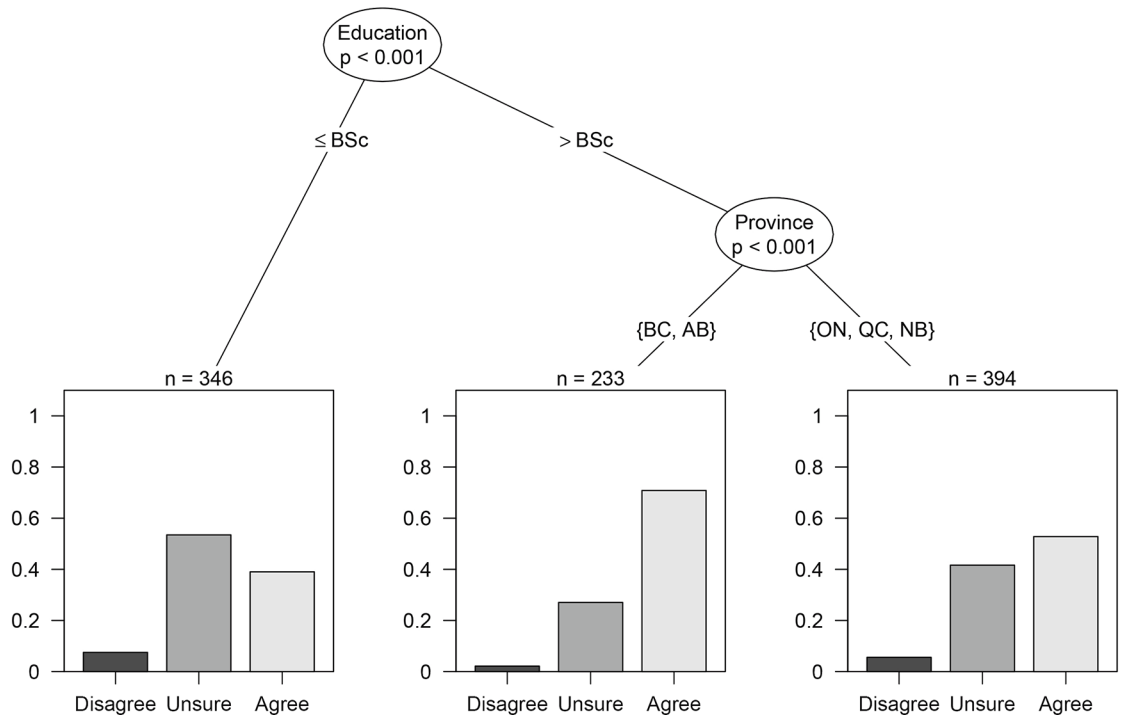 Education
p < 0.001
≤ BSc
> BSc
Province
p < 0.001
{BC, AB}
{ON, QC, NB}
n = 346
1
0.8
0.6
0.4
0.2
0
Disagree Unsure Agree
n = 233
1
0.8
0.6
0.4
0.2
0
Disagree Unsure Agree
n = 394
1
0.8
0.6
0.4
0.2
0
Disagree Unsure Agree